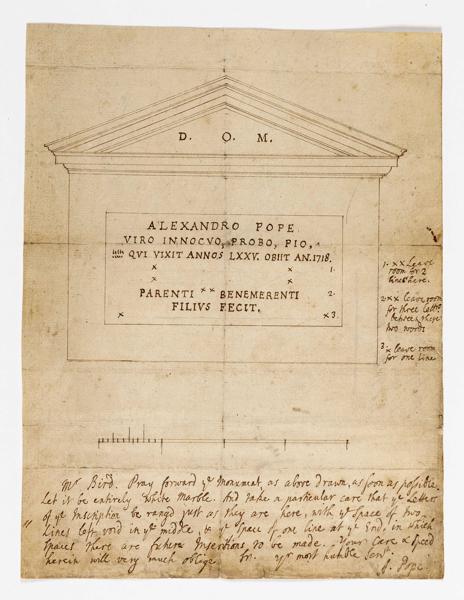 D. O. M.
ALEXANDRO POPE
VIRO INNOCVO, PROBO, PIO,
QVI VIXIT ANNOS LXXV. OBIIT AN. 1718.
x x 1.
x x
PARENTI xx BENEMERENTI 2.
FILIVS FECIT.
x x 3.
1. xx Leave
room for 2
lines here.
2 xx leave room
for three Lettrs
between these
two words
3. x leave room
for one line
Mr Bird. Pray forward ye Monument, as above drawn, as soon as possible.
Let it be entirely White Marble. And take a particular care that ye Letters
of ye Inscription be rangd just as they are here, with ye Space of two
Lines left void in ye middle, & ye Space of one line at ye End, in which
Spaces there are future Insertions to be made. Your Care & Speed
herein will very much oblige Sr. yr most humble Servt.
A. Pope